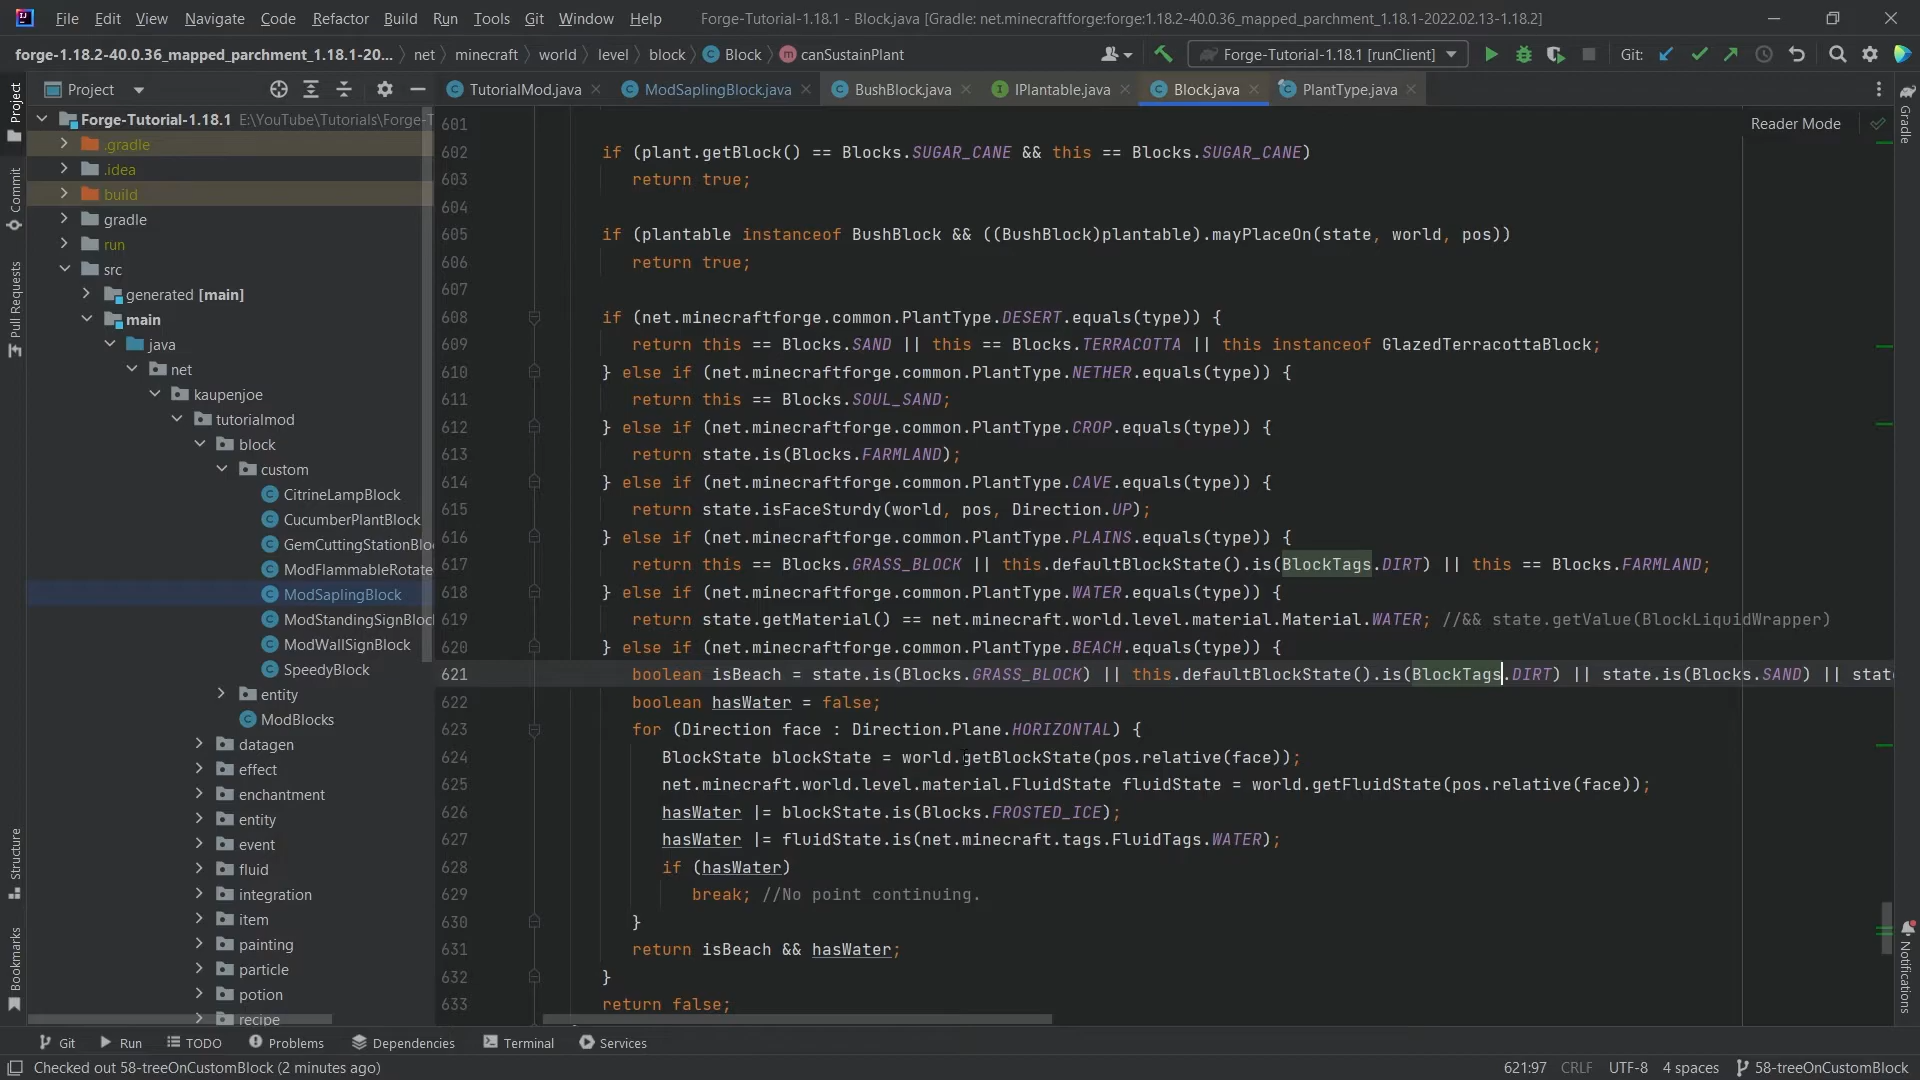 File Edit View Navigate Code Refactor Build Run Tools Git Window Help Forge-Tutorial-1.18.1 - Block.java [Gradle: net.minecraftforge:forge:1.18.2-40.0.36_mapped_parchment_1.18.1-2022.02.13-1.18.2]
forge-1.18.2-40.0.36_mapped_parchment_1.18.1-20... net minecraft world level block Block canSustainPlant Forge-Tutorial-1.18.1 [runClient] Git:
Project TutorialMod.java ModSaplingBlock.java BushBlock.java IPlantable.java Block.java PlantType.java
Reader Mode
Project
Commit
Pull Requests
Structure
Bookmarks
Gradle
Notifications
Forge-Tutorial-1.18.1 E:\YouTube\Tutorials\Forge-T
.gradle
.idea
build
gradle
run
src
generated [main]
main
java
net
kaupenjoe
tutorialmod
block
custom
CitrineLampBlock
CucumberPlantBlock
GemCuttingStationBlo
ModFlammableRotate
ModSaplingBlock
ModStandingSignBloc
ModWallSignBlock
SpeedyBlock
entity
ModBlocks
datagen
effect
enchantment
entity
event
fluid
integration
item
painting
particle
potion
recipe
601
602 if (plant.getBlock() == Blocks.SUGAR_CANE && this == Blocks.SUGAR_CANE)
603 return true;
604
605 if (plantable instanceof BushBlock && ((BushBlock)plantable).mayPlaceOn(state, world, pos))
606 return true;
607
608 if (net.minecraftforge.common.PlantType.DESERT.equals(type)) {
609 return this == Blocks.SAND || this == Blocks.TERRACOTTA || this instanceof GlazedTerracottaBlock;
610 } else if (net.minecraftforge.common.PlantType.NETHER.equals(type)) {
611 return this == Blocks.SOUL_SAND;
612 } else if (net.minecraftforge.common.PlantType.CROP.equals(type)) {
613 return state.is(Blocks.FARMLAND);
614 } else if (net.minecraftforge.common.PlantType.CAVE.equals(type)) {
615 return state.isFaceSturdy(world, pos, Direction.UP);
616 } else if (net.minecraftforge.common.PlantType.PLAINS.equals(type)) {
617 return this == Blocks.GRASS_BLOCK || this.defaultBlockState().is(BlockTags.DIRT) || this == Blocks.FARMLAND;
618 } else if (net.minecraftforge.common.PlantType.WATER.equals(type)) {
619 return state.getMaterial() == net.minecraft.world.level.material.Material.WATER; //&& state.getValue(BlockLiquidWrapper)
620 } else if (net.minecraftforge.common.PlantType.BEACH.equals(type)) {
621 boolean isBeach = state.is(Blocks.GRASS_BLOCK) || this.defaultBlockState().is(BlockTags.DIRT) || state.is(Blocks.SAND) || stat
622 boolean hasWater = false;
623 for (Direction face : Direction.Plane.HORIZONTAL) {
624 BlockState blockState = world.getBlockState(pos.relative(face));
625 net.minecraft.world.level.material.FluidState fluidState = world.getFluidState(pos.relative(face));
626 hasWater |= blockState.is(Blocks.FROSTED_ICE);
627 hasWater |= fluidState.is(net.minecraft.tags.FluidTags.WATER);
628 if (hasWater)
629 break; //No point continuing.
630 }
631 return isBeach && hasWater;
632 }
633 return false;
Git Run TODO Problems Dependencies Terminal Services
Checked out 58-treeOnCustomBlock (2 minutes ago) 621:97 CRLF UTF-8 4 spaces 58-treeOnCustomBlock